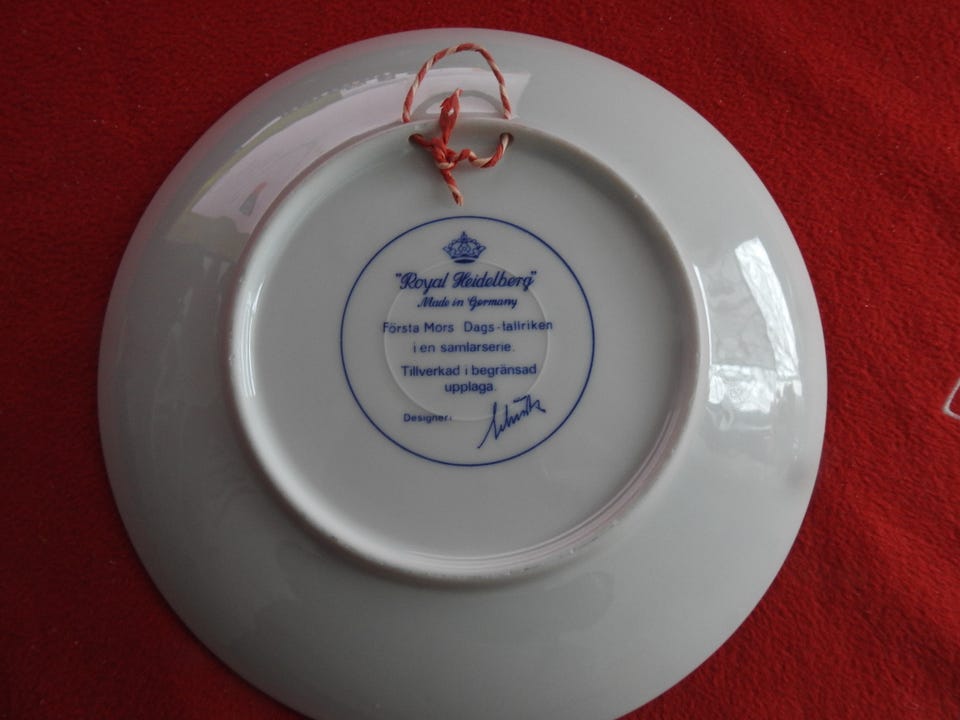 "Royal Heidelberg"
Made in Germany
Första Mors Dags-tallriken
i en samlarserie.
Tillverkad i begränsad
upplaga.
Designer: